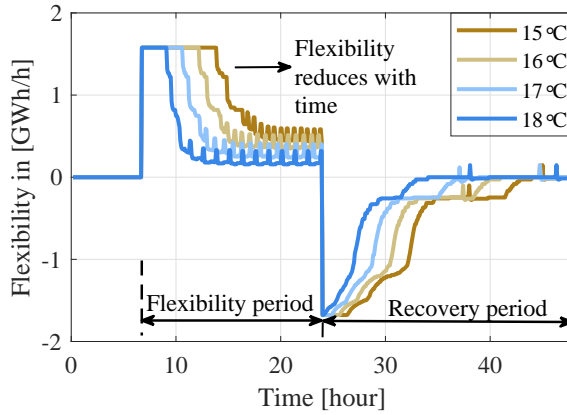 2
1
0
-1
-2
Flexibility in [GWh/h]
Flexibility
reduces with
time
15 °C
16 °C
17 °C
18 °C
Flexibility period
Recovery period
0
10
20
30
40
Time [hour]